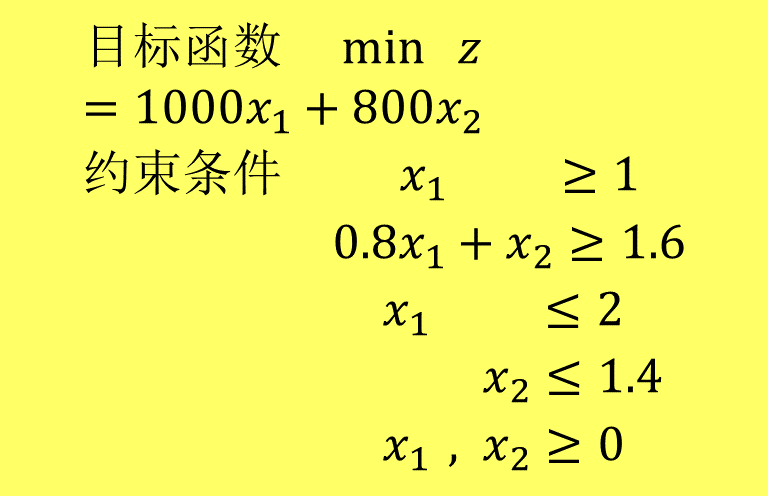 目标函数 min z
= 1000x₁ + 800x₂
约束条件 x₁ ≥ 1
0.8x₁ + x₂ ≥ 1.6
x₁ ≤ 2
x₂ ≤ 1.4
x₁ , x₂ ≥ 0